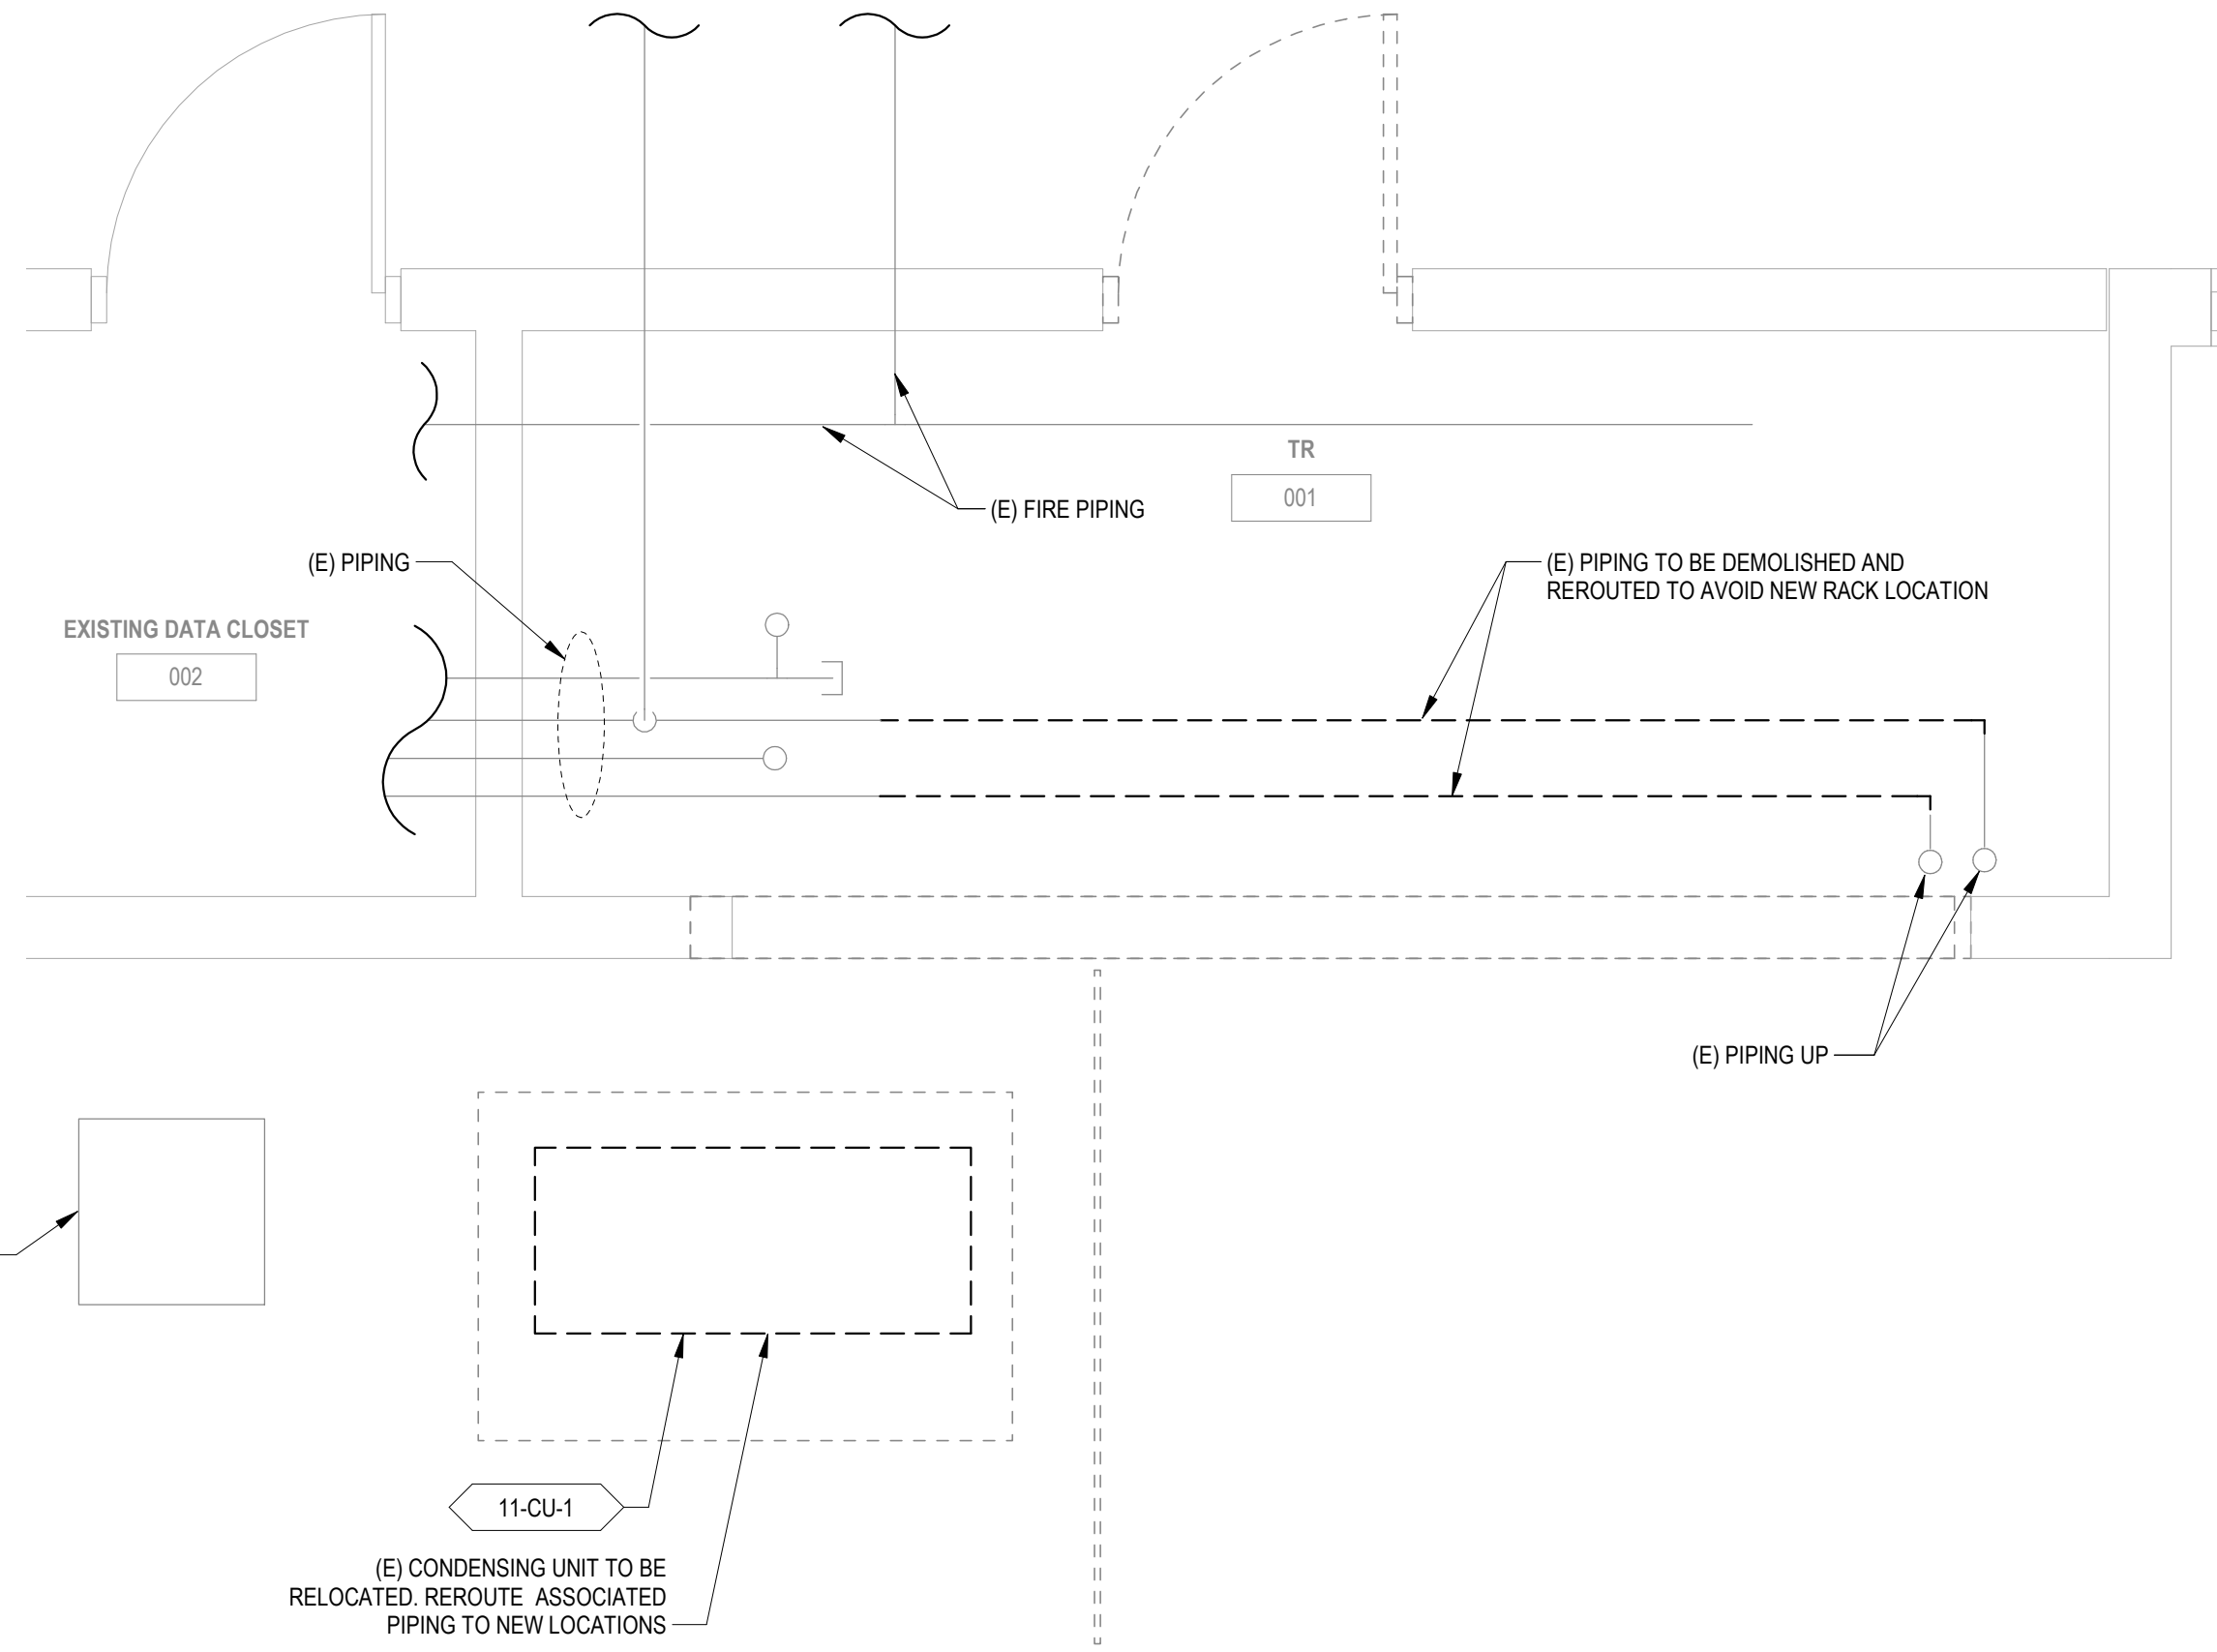 TR
001
(E) FIRE PIPING
(E) PIPING
(E) PIPING TO BE DEMOLISHED AND
REROUTED TO AVOID NEW RACK LOCATION
EXISTING DATA CLOSET
002
(E) PIPING UP
11-CU-1
(E) CONDENSING UNIT TO BE
RELOCATED. REROUTE ASSOCIATED
PIPING TO NEW LOCATIONS